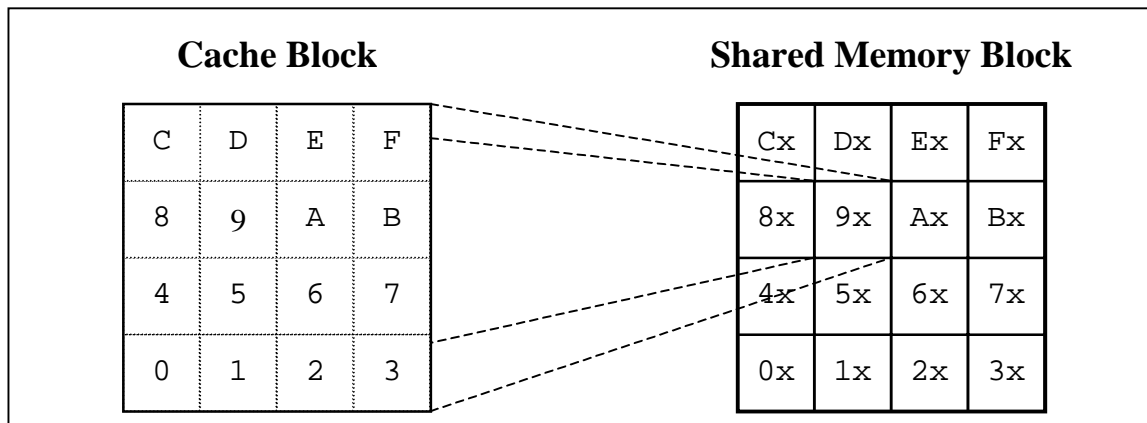 Cache Block
Shared Memory Block
C D E F
Cx Dx Ex Fx
8 9 A B
8x 9x Ax Bx
4 5 6 7
4x 5x 6x 7x
0 1 2 3
0x 1x 2x 3x